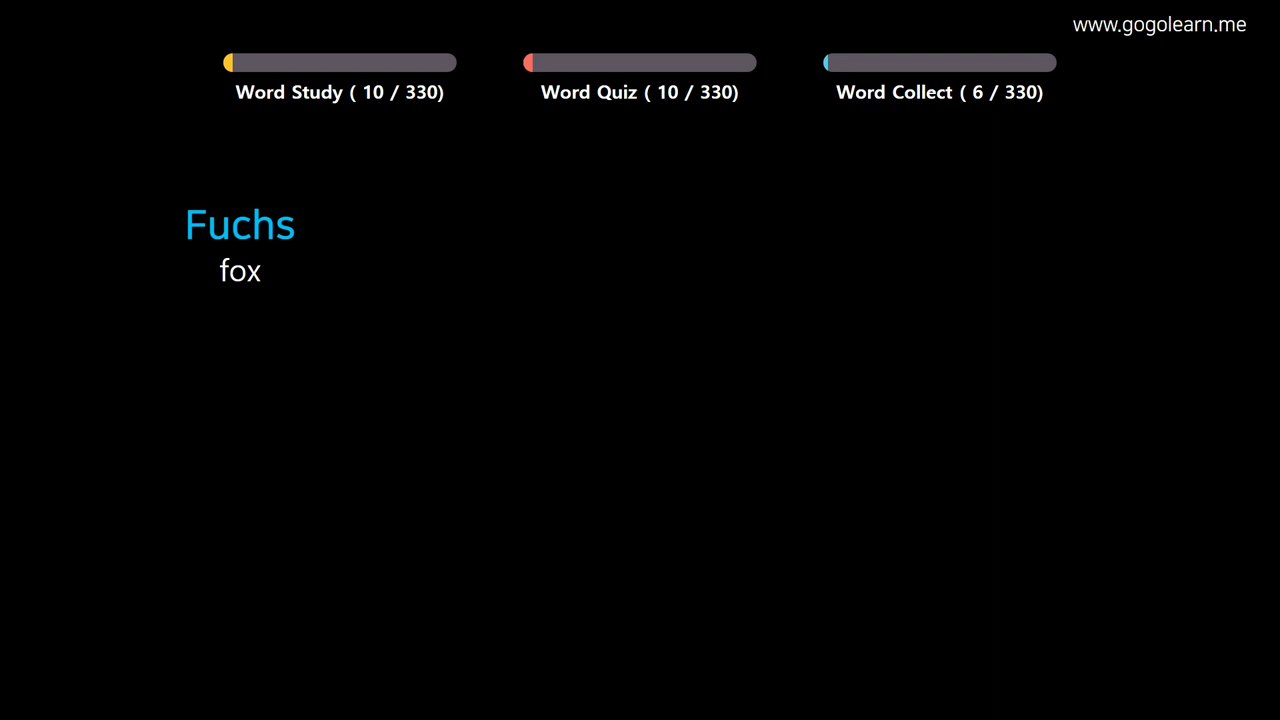 www.gogolearn.me
Word Study ( 10 / 330)
Word Quiz ( 10 / 330)
Word Collect ( 6 / 330)
Fuchs
fox